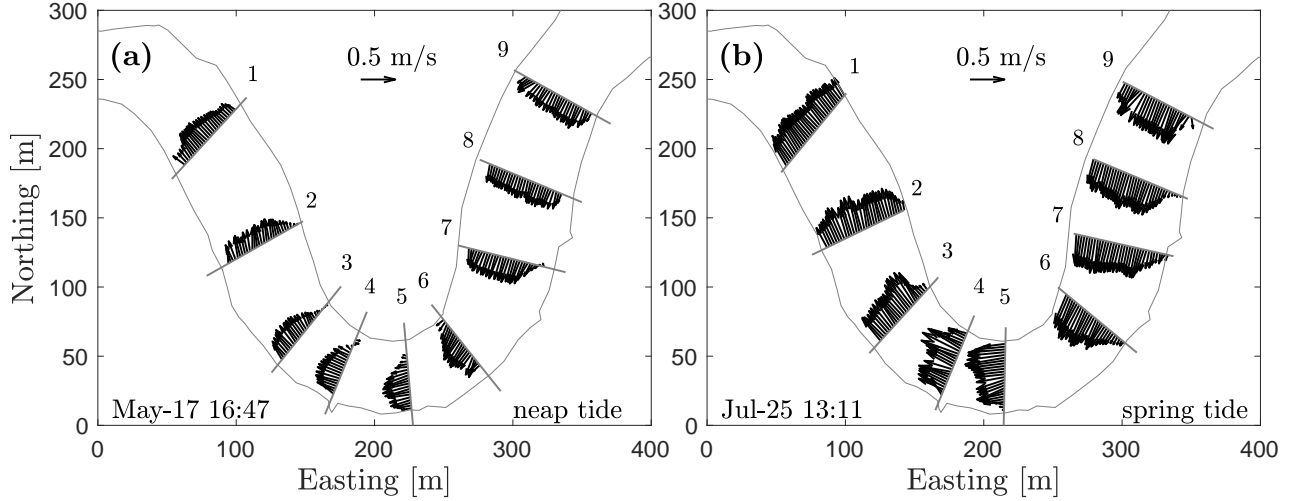 (a)
0.5 m/s
1
2
3
4
5
6
7
8
9
May-17 16:47
neap tide
300
250
200
150
100
50
0
0 100 200 300 400
Northing [m]
Easting [m]
(b)
0.5 m/s
1
2
3
4
5
6
7
8
9
Jul-25 13:11
spring tide
300
250
200
150
100
50
0
0 100 200 300 400
Easting [m]